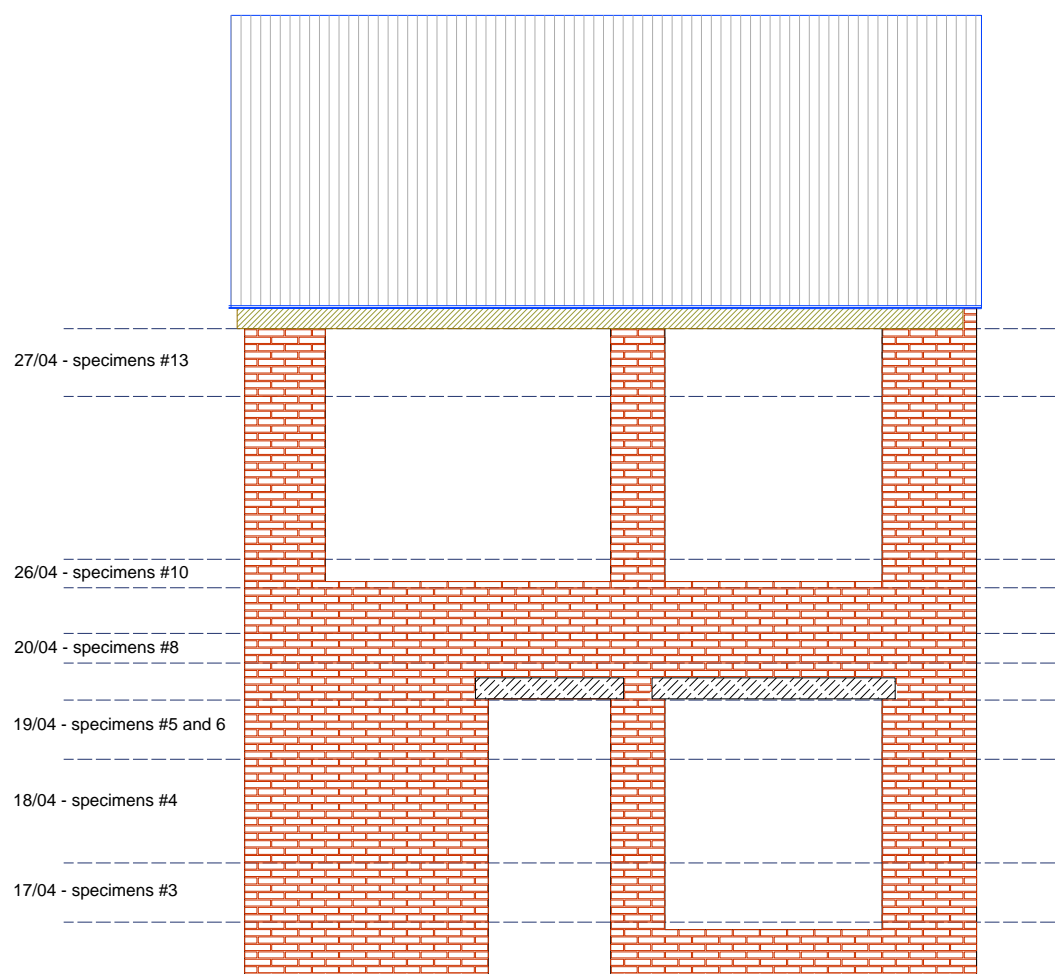 27/04 - specimens #13
26/04 - specimens #10
20/04 - specimens #8
19/04 - specimens #5 and 6
18/04 - specimens #4
17/04 - specimens #3